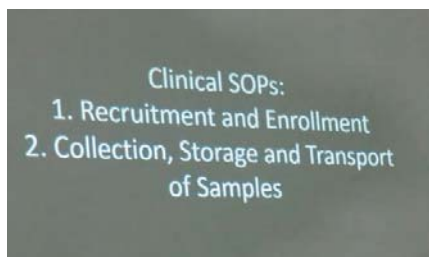 Clinical SOPs:
1. Recruitment and Enrollment
2. Collection, Storage and Transport
of Samples